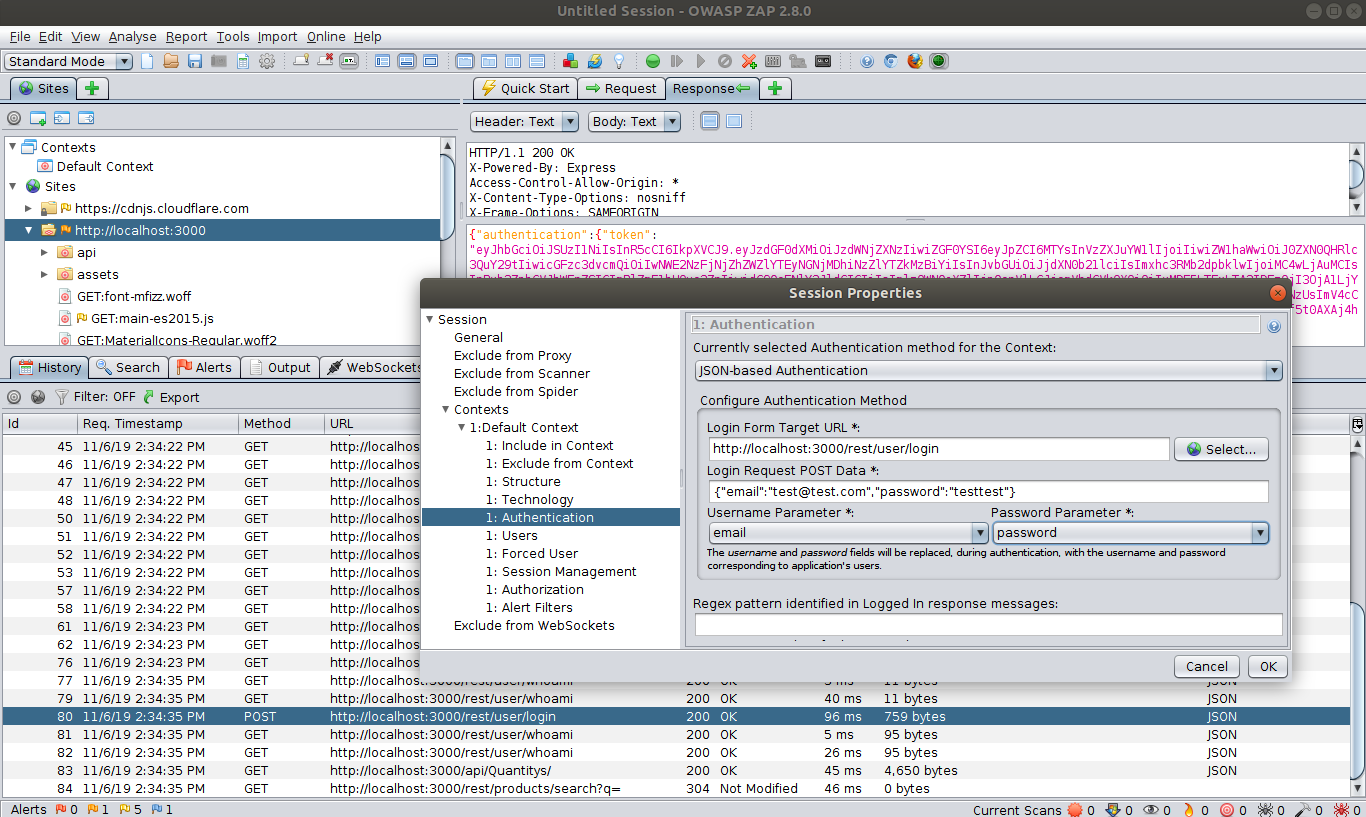 Untitled Session - OWASP ZAP 2.8.0
File Edit View Analyse Report Tools Import Online Help
Standard Mode
Sites
Quick Start Request Response
Header: Text Body: Text
Contexts
Default Context
Sites
https://cdnjs.cloudflare.com
http://localhost:3000
api
assets
GET:font-mfizz.woff
GET:main-es2015.js
GET:MaterialIcons-Regular.woff2
HTTP/1.1 200 OK
X-Powered-By: Express
Access-Control-Allow-Origin: *
X-Content-Type-Options: nosniff
X-Frame-Options: SAMEORIGIN
{"authentication":{"token":
History Search Alerts Output WebSockets
Filter: OFF Export
Id Req. Timestamp Method URL
45 11/6/19 2:34:22 PM GET http://localhos
46 11/6/19 2:34:22 PM GET http://localhos
47 11/6/19 2:34:22 PM GET http://localhos
48 11/6/19 2:34:22 PM GET http://localhos
50 11/6/19 2:34:22 PM GET http://localhos
51 11/6/19 2:34:22 PM GET http://localhos
52 11/6/19 2:34:22 PM GET http://localhos
53 11/6/19 2:34:22 PM GET http://localhos
57 11/6/19 2:34:22 PM GET http://localhos
58 11/6/19 2:34:22 PM GET http://localhos
61 11/6/19 2:34:23 PM GET http://localhos
62 11/6/19 2:34:23 PM GET http://localhos
76 11/6/19 2:34:23 PM GET http://localhos
77 11/6/19 2:34:35 PM GET http://localhost:3000/rest/user/whoami 200 OK 5 ms 11 bytes JSON
79 11/6/19 2:34:35 PM GET http://localhost:3000/rest/user/whoami 200 OK 40 ms 11 bytes JSON
80 11/6/19 2:34:35 PM POST http://localhost:3000/rest/user/login 200 OK 96 ms 759 bytes JSON
81 11/6/19 2:34:35 PM GET http://localhost:3000/rest/user/whoami 200 OK 5 ms 95 bytes JSON
82 11/6/19 2:34:35 PM GET http://localhost:3000/rest/user/whoami 200 OK 26 ms 95 bytes JSON
83 11/6/19 2:34:35 PM GET http://localhost:3000/api/Quantitys/ 200 OK 45 ms 4,650 bytes JSON
84 11/6/19 2:34:35 PM GET http://localhost:3000/rest/products/search?q= 304 Not Modified 46 ms 0 bytes
Session Properties
Session
General
Exclude from Proxy
Exclude from Scanner
Exclude from Spider
Contexts
1:Default Context
1: Include in Context
1: Exclude from Context
1: Structure
1: Technology
1: Authentication
1: Users
1: Forced User
1: Session Management
1: Authorization
1: Alert Filters
Exclude from WebSockets
1: Authentication
Currently selected Authentication method for the Context:
JSON-based Authentication
Configure Authentication Method
Login Form Target URL *:
http://localhost:3000/rest/user/login Select...
Login Request POST Data *:
{"email":"test@test.com","password":"testtest"}
Username Parameter *: Password Parameter *:
email password
The username and password fields will be replaced, during authentication, with the username and password
corresponding to application's users.
Regex pattern identified in Logged In response messages:
Cancel OK
Alerts 0 1 5 1 Current Scans 0 0 0 0 0 0 0 0